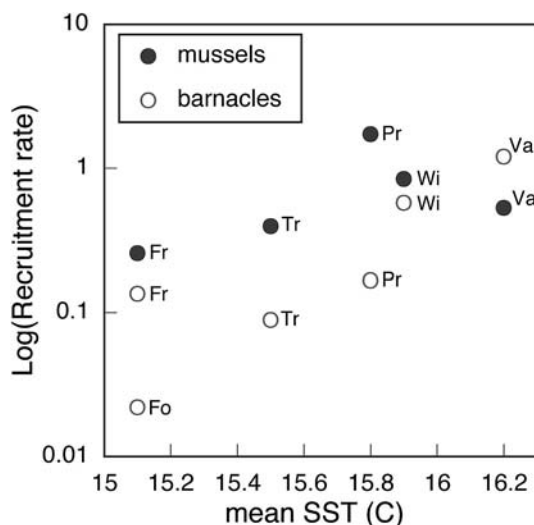 10
mussels
barnacles
Pr
Va
1
Wi
Wi
Va
Tr
Fr
Pr
Fr
0.1
Tr
Fo
0.01
15 15.2 15.4 15.6 15.8 16 16.2
mean SST (C)
Log(Recruitment rate)